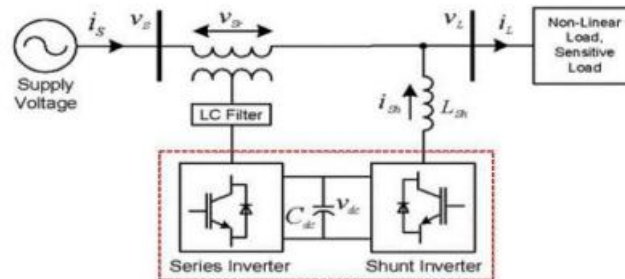 i_S
v_S
v_Sr
v_L
i_L
Non-Linear
Load,
Sensitive
Load
Supply
Voltage
LC Filter
i_Sh
L_Sh
C_dc
v_dc
Series Inverter
Shunt Inverter